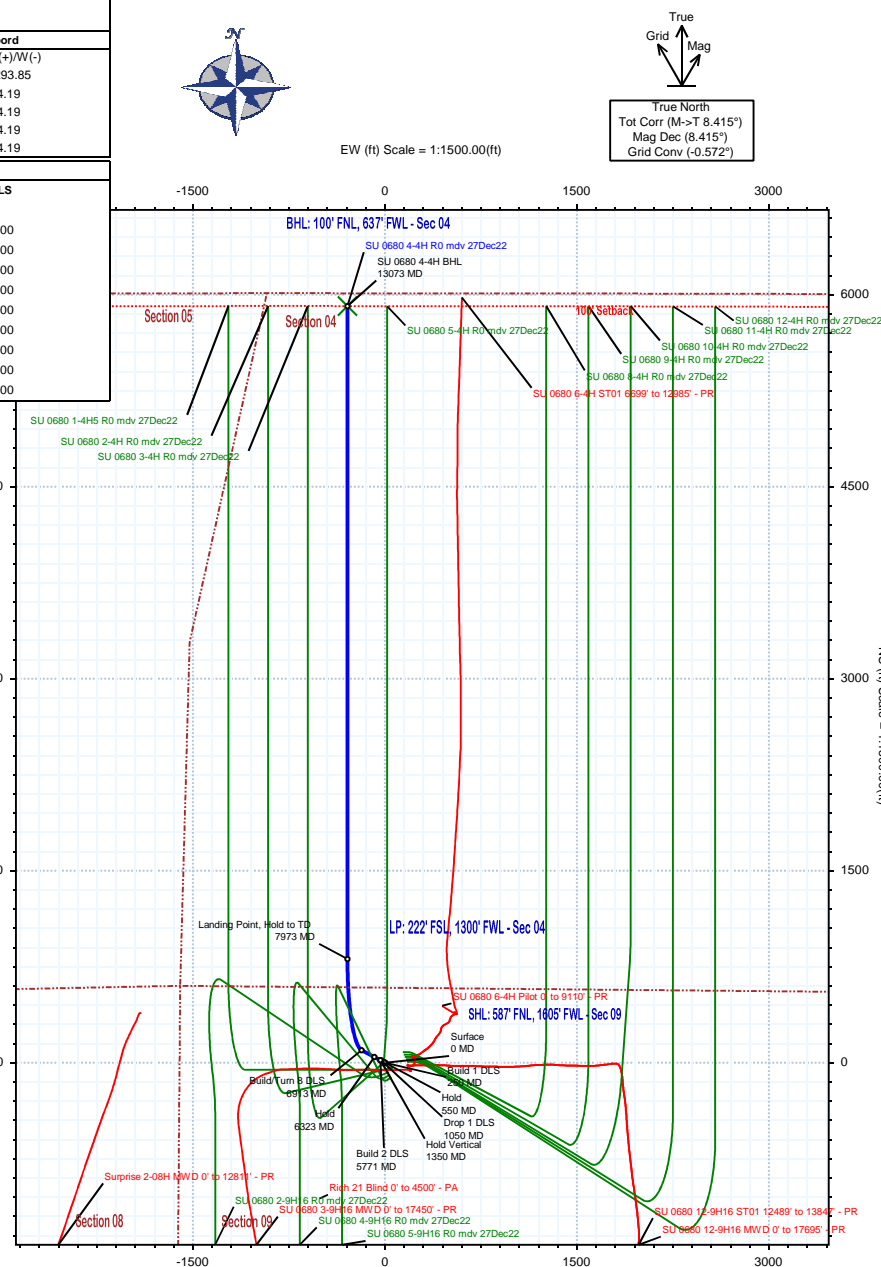 ord
(+)/W(-)
93.85
4.19
4.19
4.19
4.19
LS
00
00
00
00
00
00
00
00
00
N
True
Grid
Mag
True North
Tot Corr (M->T 8.415°)
Mag Dec (8.415°)
Grid Conv (-0.572°)
EW (ft) Scale = 1:1500.00(ft)
-1500
0
1500
3000
BHL: 100' FNL, 637' FWL - Sec 04
SU 0680 4-4H R0 mdv 27Dec22
SU 0680 4-4H BHL
13073 MD
6000
Section 05
Section 04
100' Setback
SU 0680 5-4H R0 mdv 27Dec22
SU 0680 12-4H R0 mdv 27Dec22
SU 0680 11-4H R0 mdv 27Dec22
SU 0680 10-4H R0 mdv 27Dec22
SU 0680 9-4H R0 mdv 27Dec22
SU 0680 8-4H R0 mdv 27Dec22
SU 0680 6-4H ST01 6699' to 12985' - PR
SU 0680 1-4H5 R0 mdv 27Dec22
SU 0680 2-4H R0 mdv 27Dec22
SU 0680 3-4H R0 mdv 27Dec22
4500
0
3000
0
1500
Landing Point, Hold to TD
7973 MD
LP: 222' FSL, 1300' FWL - Sec 04
SU 0680 6-4H Pilot 0' to 9110' - PR
SHL: 587' FNL, 1605' FWL - Sec 09
Surface
0 MD
0
0
Build 1 DLS
250 MD
Build/Turn 8 DLS
6913 MD
Hold
550 MD
Hold
6323 MD
Drop 1 DLS
1050 MD
Hold Vertical
1350 MD
Build 2 DLS
5771 MD
Surprise 2-08H MWD 0' to 12811' - PR
Rich 21 Blind 0' to 4500' - PA
SU 0680 2-9H16 R0 mdv 27Dec22
SU 0680 3-9H16 MWD 0' to 17450' - PR
SU 0680 12-9H16 ST01 12489' to 13847' - PR
Section 08
Section 09
SU 0680 4-9H16 R0 mdv 27Dec22
SU 0680 12-9H16 MWD 0' to 17695' - PR
SU 0680 5-9H16 R0 mdv 27Dec22
-1500
0
1500
3000